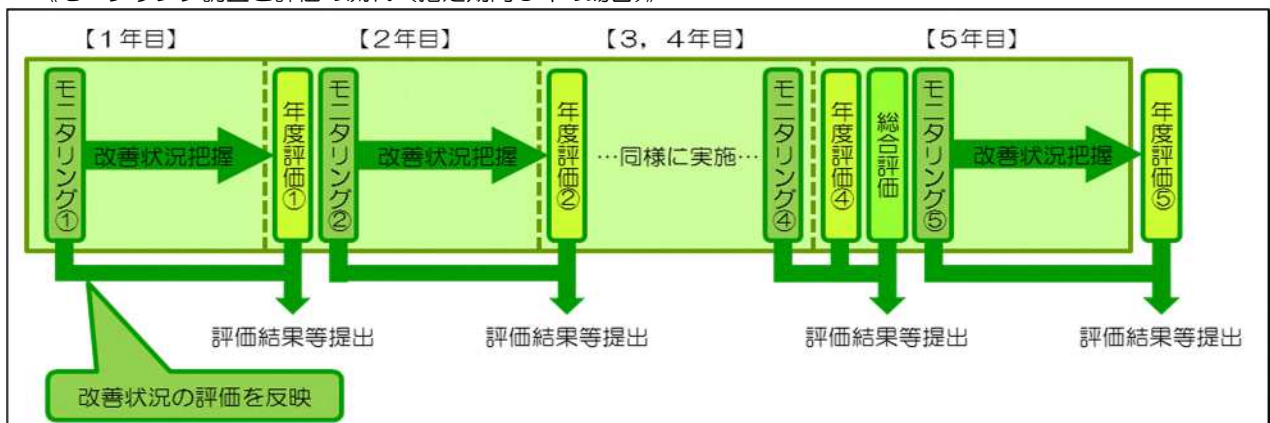 【1年目】
【2年目】
【3，4年目】
【5年目】
モニタリング①
改善状況把握
年度評価①
モニタリング②
改善状況把握
年度評価②
…同様に実施…
モニタリング④
年度評価④
総合評価
モニタリング⑤
改善状況把握
年度評価⑤
評価結果等提出
評価結果等提出
評価結果等提出
評価結果等提出
改善状況の評価を反映